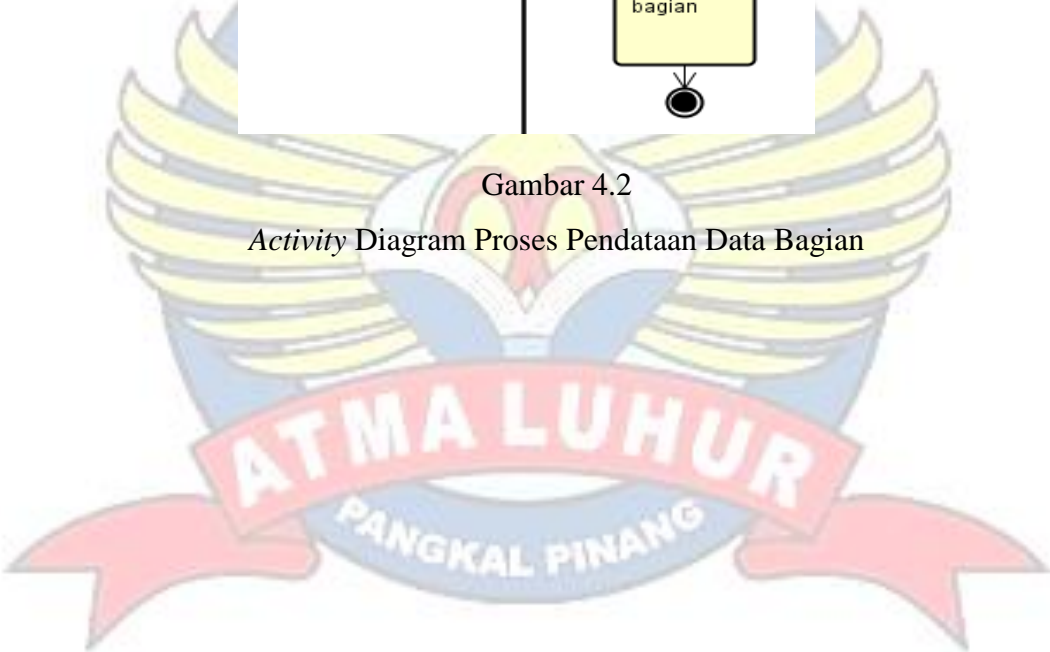 bagian
Gambar 4.2
Activity Diagram Proses Pendataan Data Bagian
ATMA LUHUR
PANGKAL PINANG